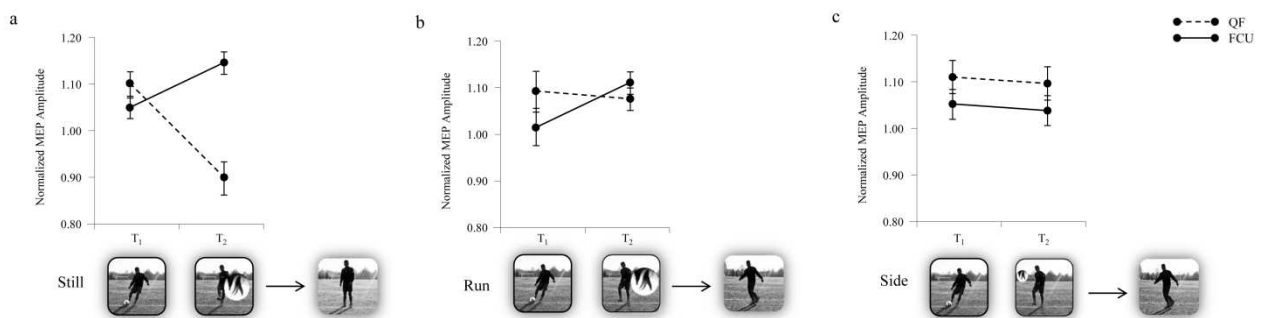 a
Normalized MEP Amplitude
1.20
1.10
1.00
0.90
0.80
T1
T2
Still
b
Normalized MEP Amplitude
1.20
1.10
1.00
0.90
0.80
T1
T2
Run
c
Normalized MEP Amplitude
1.20
1.10
1.00
0.90
0.80
T1
T2
Side
QF
FCU